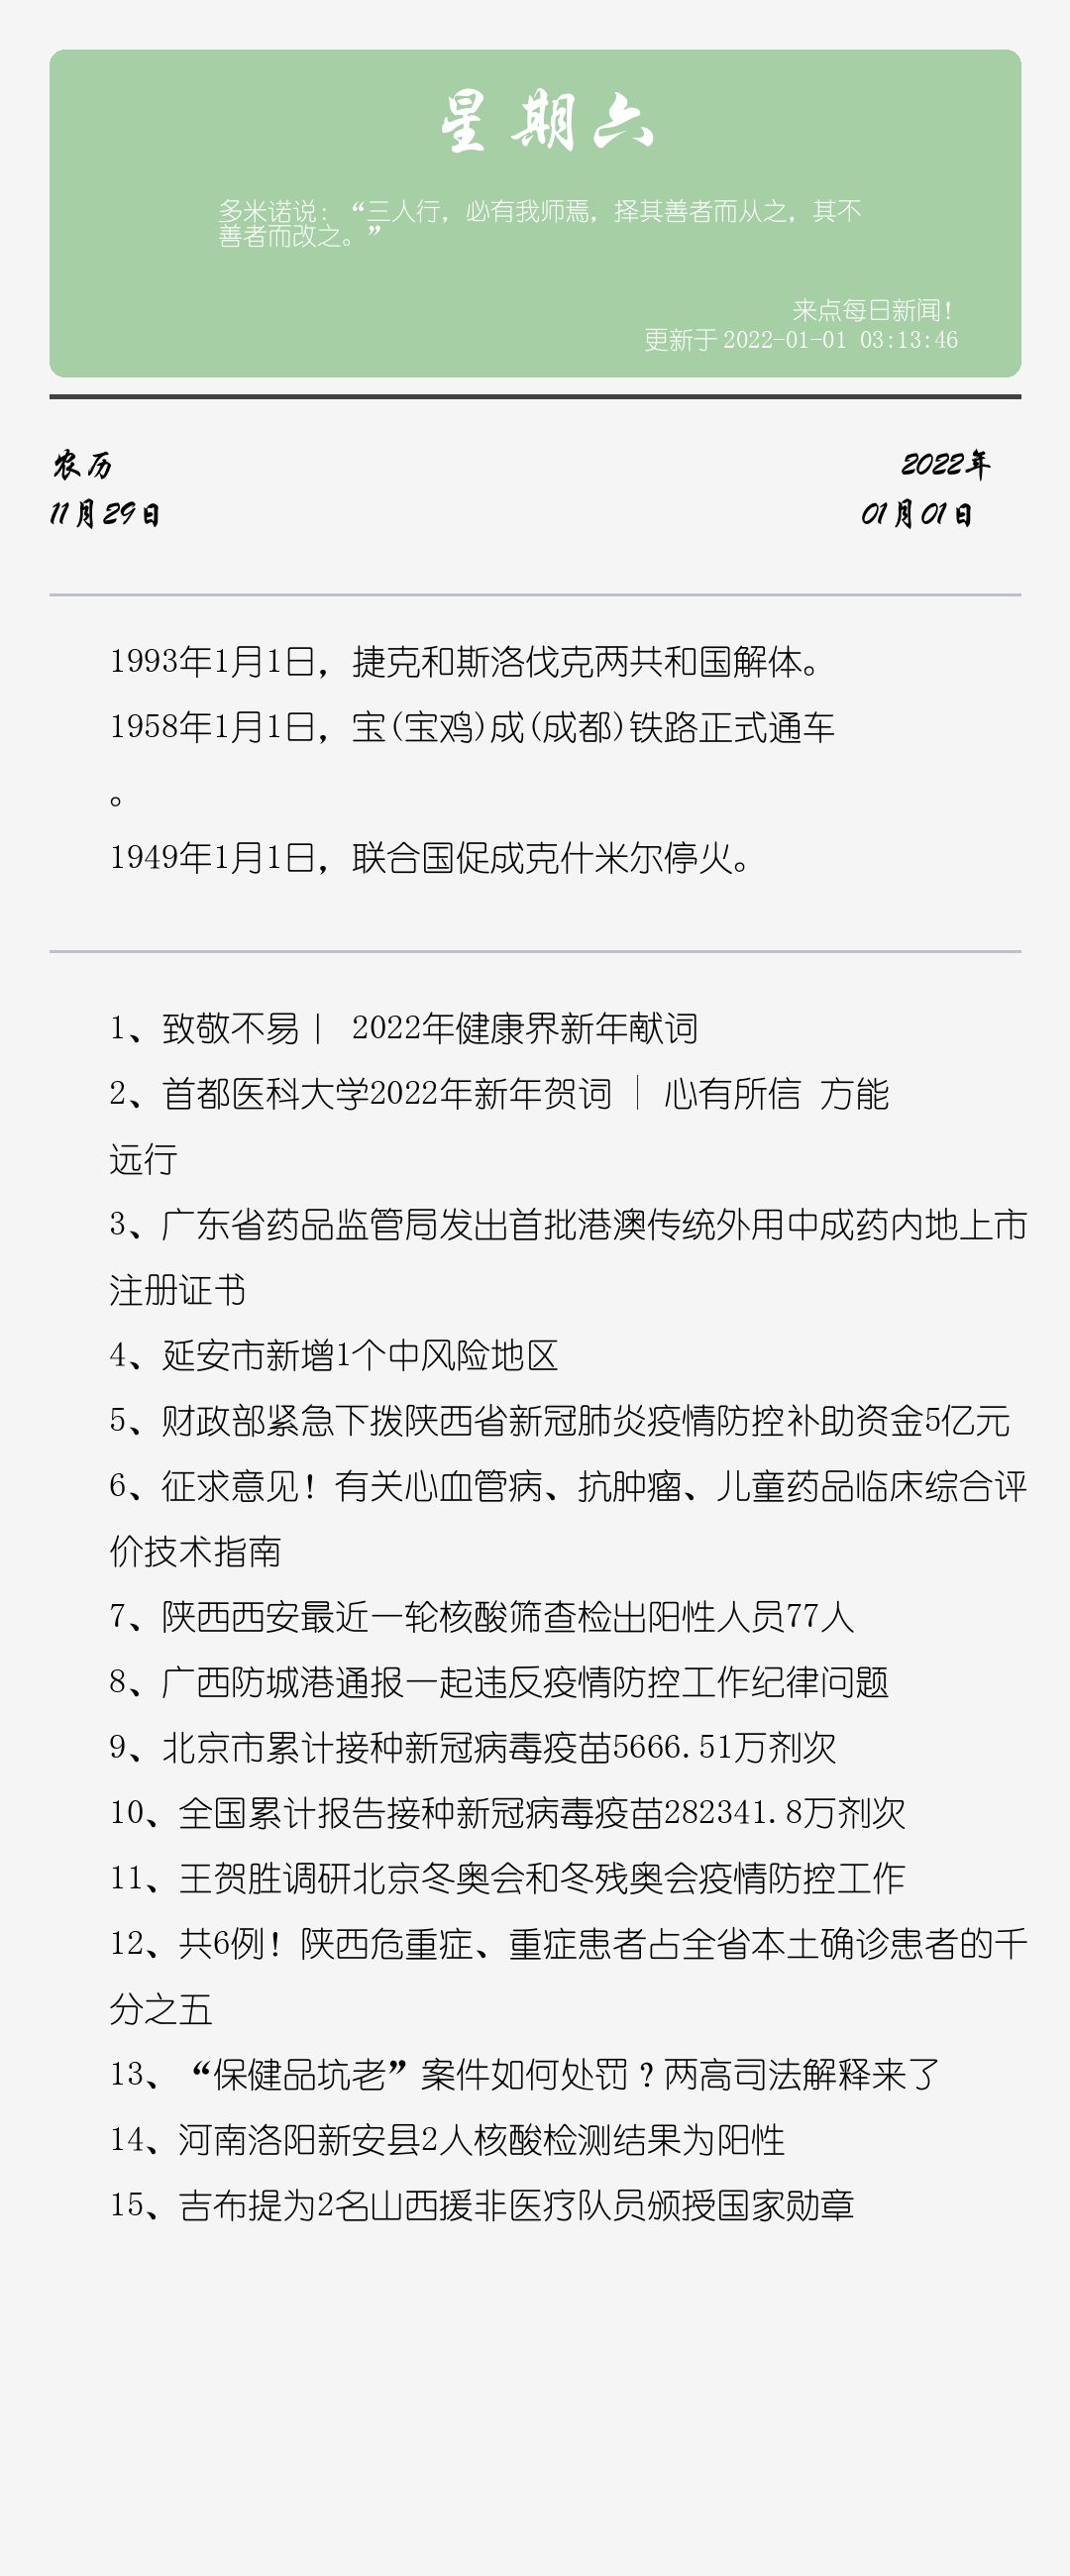 星期六
多米诺说：“三人行，必有我师焉，择其善者而从之，其不
善者而改之。”
来点每日新闻！
更新于 2022-01-01 03:13:46
农历
2022年
11月29日
01月01日
1993年1月1日，捷克和斯洛伐克两共和国解体。
1958年1月1日，宝(宝鸡)成(成都)铁路正式通车
。
1949年1月1日，联合国促成克什米尔停火。
1、致敬不易丨 2022年健康界新年献词
2、首都医科大学2022年新年贺词 │ 心有所信 方能
远行
3、广东省药品监管局发出首批港澳传统外用中成药内地上市
注册证书
4、延安市新增1个中风险地区
5、财政部紧急下拨陕西省新冠肺炎疫情防控补助资金5亿元
6、征求意见！有关心血管病、抗肿瘤、儿童药品临床综合评
价技术指南
7、陕西西安最近一轮核酸筛查检出阳性人员77人
8、广西防城港通报一起违反疫情防控工作纪律问题
9、北京市累计接种新冠病毒疫苗5666.51万剂次
10、全国累计报告接种新冠病毒疫苗282341.8万剂次
11、王贺胜调研北京冬奥会和冬残奥会疫情防控工作
12、共6例！陕西危重症、重症患者占全省本土确诊患者的千
分之五
13、“保健品坑老”案件如何处罚？两高司法解释来了
14、河南洛阳新安县2人核酸检测结果为阳性
15、吉布提为2名山西援非医疗队员颁授国家勋章